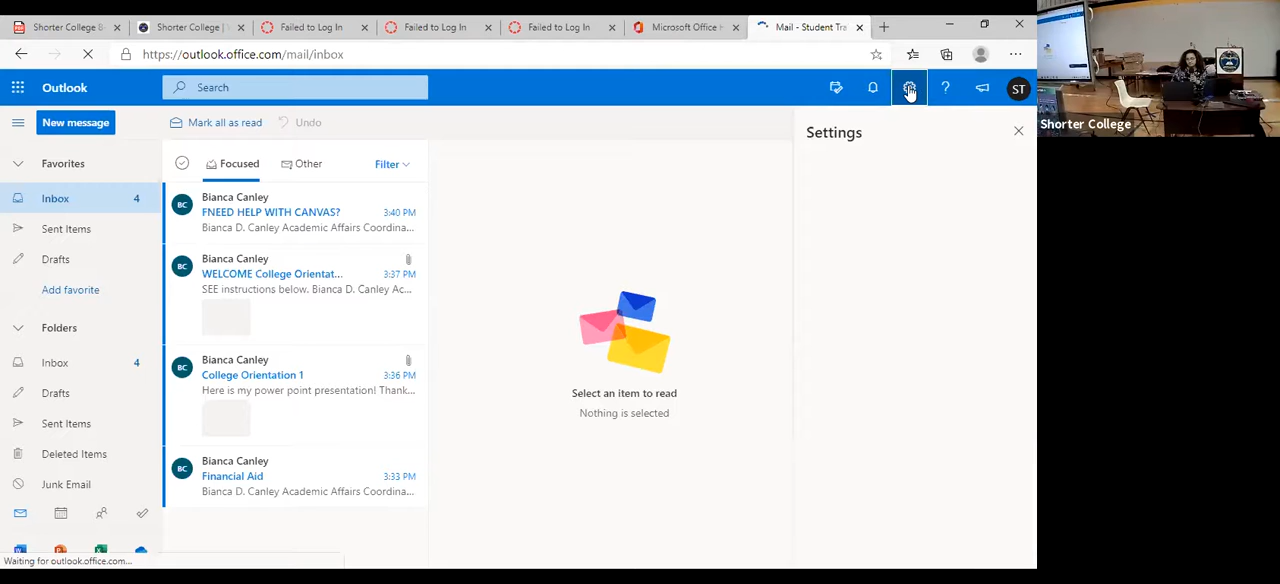 Shorter College 8-
Shorter College | V
Failed to Log In
Failed to Log In
Failed to Log In
Microsoft Office H
Mail - Student Tra
https://outlook.office.com/mail/inbox
Outlook
Search
ST
New message
Mark all as read
Undo
Settings
Favorites
Focused
Other
Filter
Inbox 4
Sent Items
Drafts
Add favorite
Folders
Inbox 4
Drafts
Sent Items
Deleted Items
Junk Email
BC
Bianca Canley
FNEED HELP WITH CANVAS? 3:40 PM
Bianca D. Canley Academic Affairs Coordina...
BC
Bianca Canley
WELCOME College Orientat... 3:37 PM
SEE instructions below. Bianca D. Canley Ac...
BC
Bianca Canley
College Orientation 1 3:36 PM
Here is my power point presentation! Thank...
BC
Bianca Canley
Financial Aid 3:33 PM
Bianca D. Canley Academic Affairs Coordina...
Select an item to read
Nothing is selected
Waiting for outlook.office.com...
Shorter College